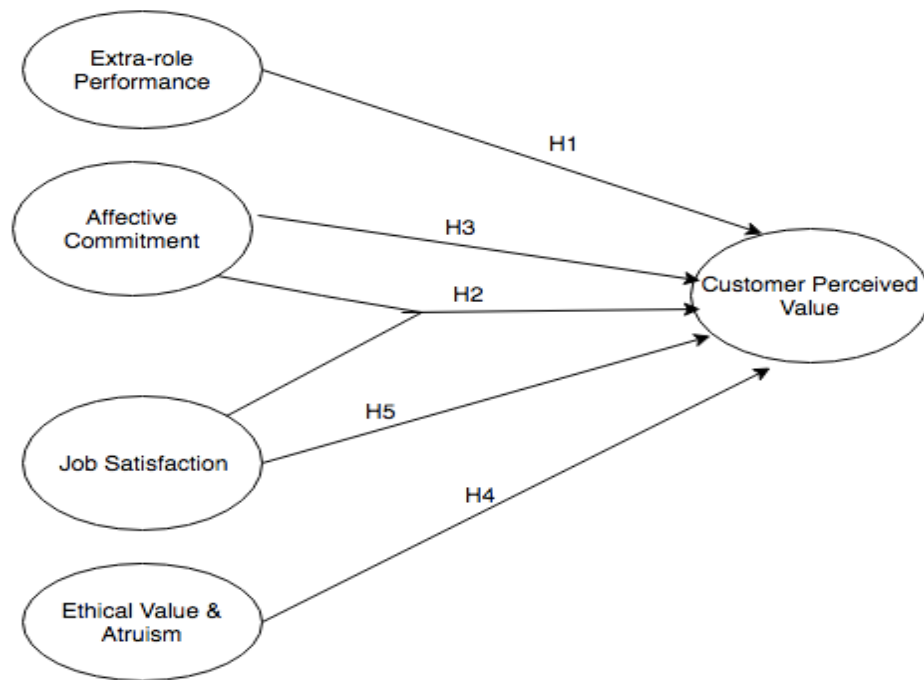 Extra-role
Performance
H1
Affective
Commitment
H3
H2
Customer Perceived
Value
H5
Job Satisfaction
H4
Ethical Value &
Atruism